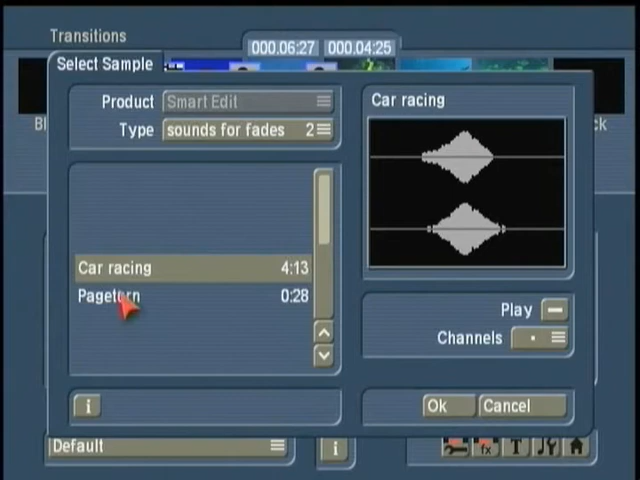 Transitions
000.06:27 000.04:25
Select Sample
Product Smart Edit
Type sounds for fades 2
Car racing
Car racing 4:13
Pageturn 0:28
Play
Channels
i
Ok Cancel
Default
i
fx T